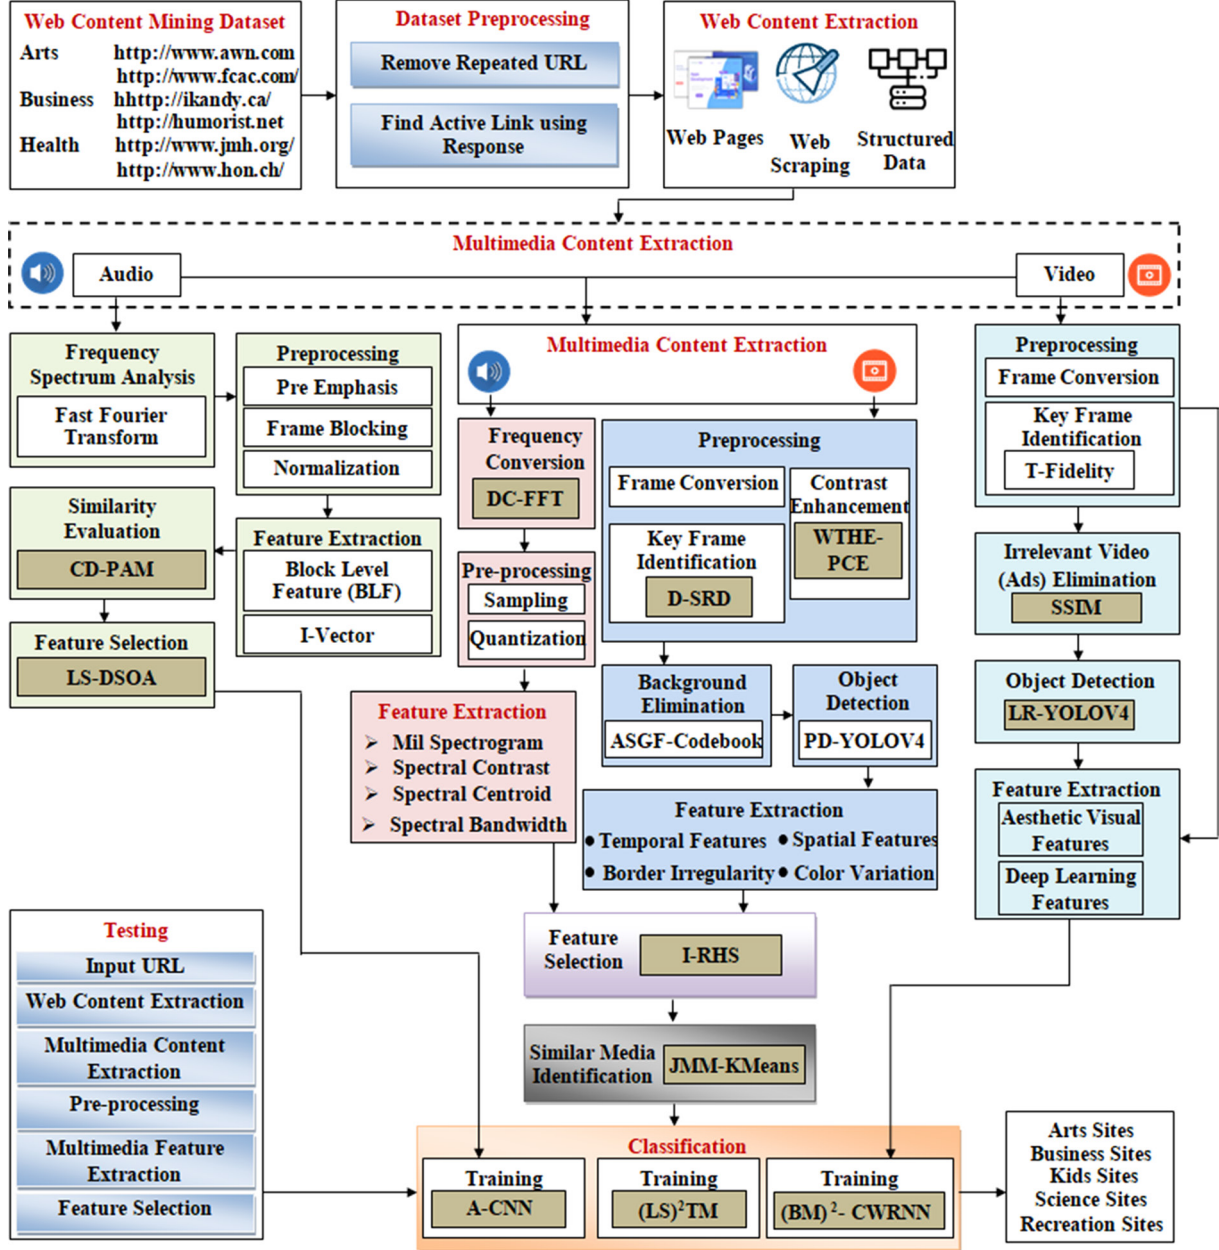 Web Content Mining Dataset
Arts http://www.awn.com
http://www.fcac.com/
Business hhttp://ikandy.ca/
http://humorist.net
Health http://www.jmh.org/
http://www.hon.ch/
Dataset Preprocessing
Remove Repeated URL
Find Active Link using
Response
Web Content Extraction
Web Pages
Web
Scraping
Structured
Data
Multimedia Content Extraction
Audio
Video
Frequency
Spectrum Analysis
Fast Fourier
Transform
Preprocessing
Pre Emphasis
Frame Blocking
Normalization
Similarity
Evaluation
CD-PAM
Feature Extraction
Block Level
Feature (BLF)
I-Vector
Feature Selection
LS-DSOA
Multimedia Content Extraction
Frequency
Conversion
DC-FFT
Pre-processing
Sampling
Quantization
Feature Extraction
➢ Mil Spectrogram
➢ Spectral Contrast
➢ Spectral Centroid
➢ Spectral Bandwidth
Preprocessing
Frame Conversion
Key Frame
Identification
D-SRD
Contrast
Enhancement
WTHE-
PCE
Background
Elimination
ASGF-Codebook
Object
Detection
PD-YOLOV4
Feature Extraction
• Temporal Features • Spatial Features
• Border Irregularity • Color Variation
Preprocessing
Frame Conversion
Key Frame
Identification
T-Fidelity
Irrelevant Video
(Ads) Elimination
SSIM
Object Detection
LR-YOLOV4
Feature Extraction
Aesthetic Visual
Features
Deep Learning
Features
Feature
Selection
I-RHS
Similar Media
Identification
JMM-KMeans
Testing
Input URL
Web Content Extraction
Multimedia Content
Extraction
Pre-processing
Multimedia Feature
Extraction
Feature Selection
Classification
Training
A-CNN
Training
(LS)²TM
Training
(BM)²- CWRNN
Arts Sites
Business Sites
Kids Sites
Science Sites
Recreation Sites